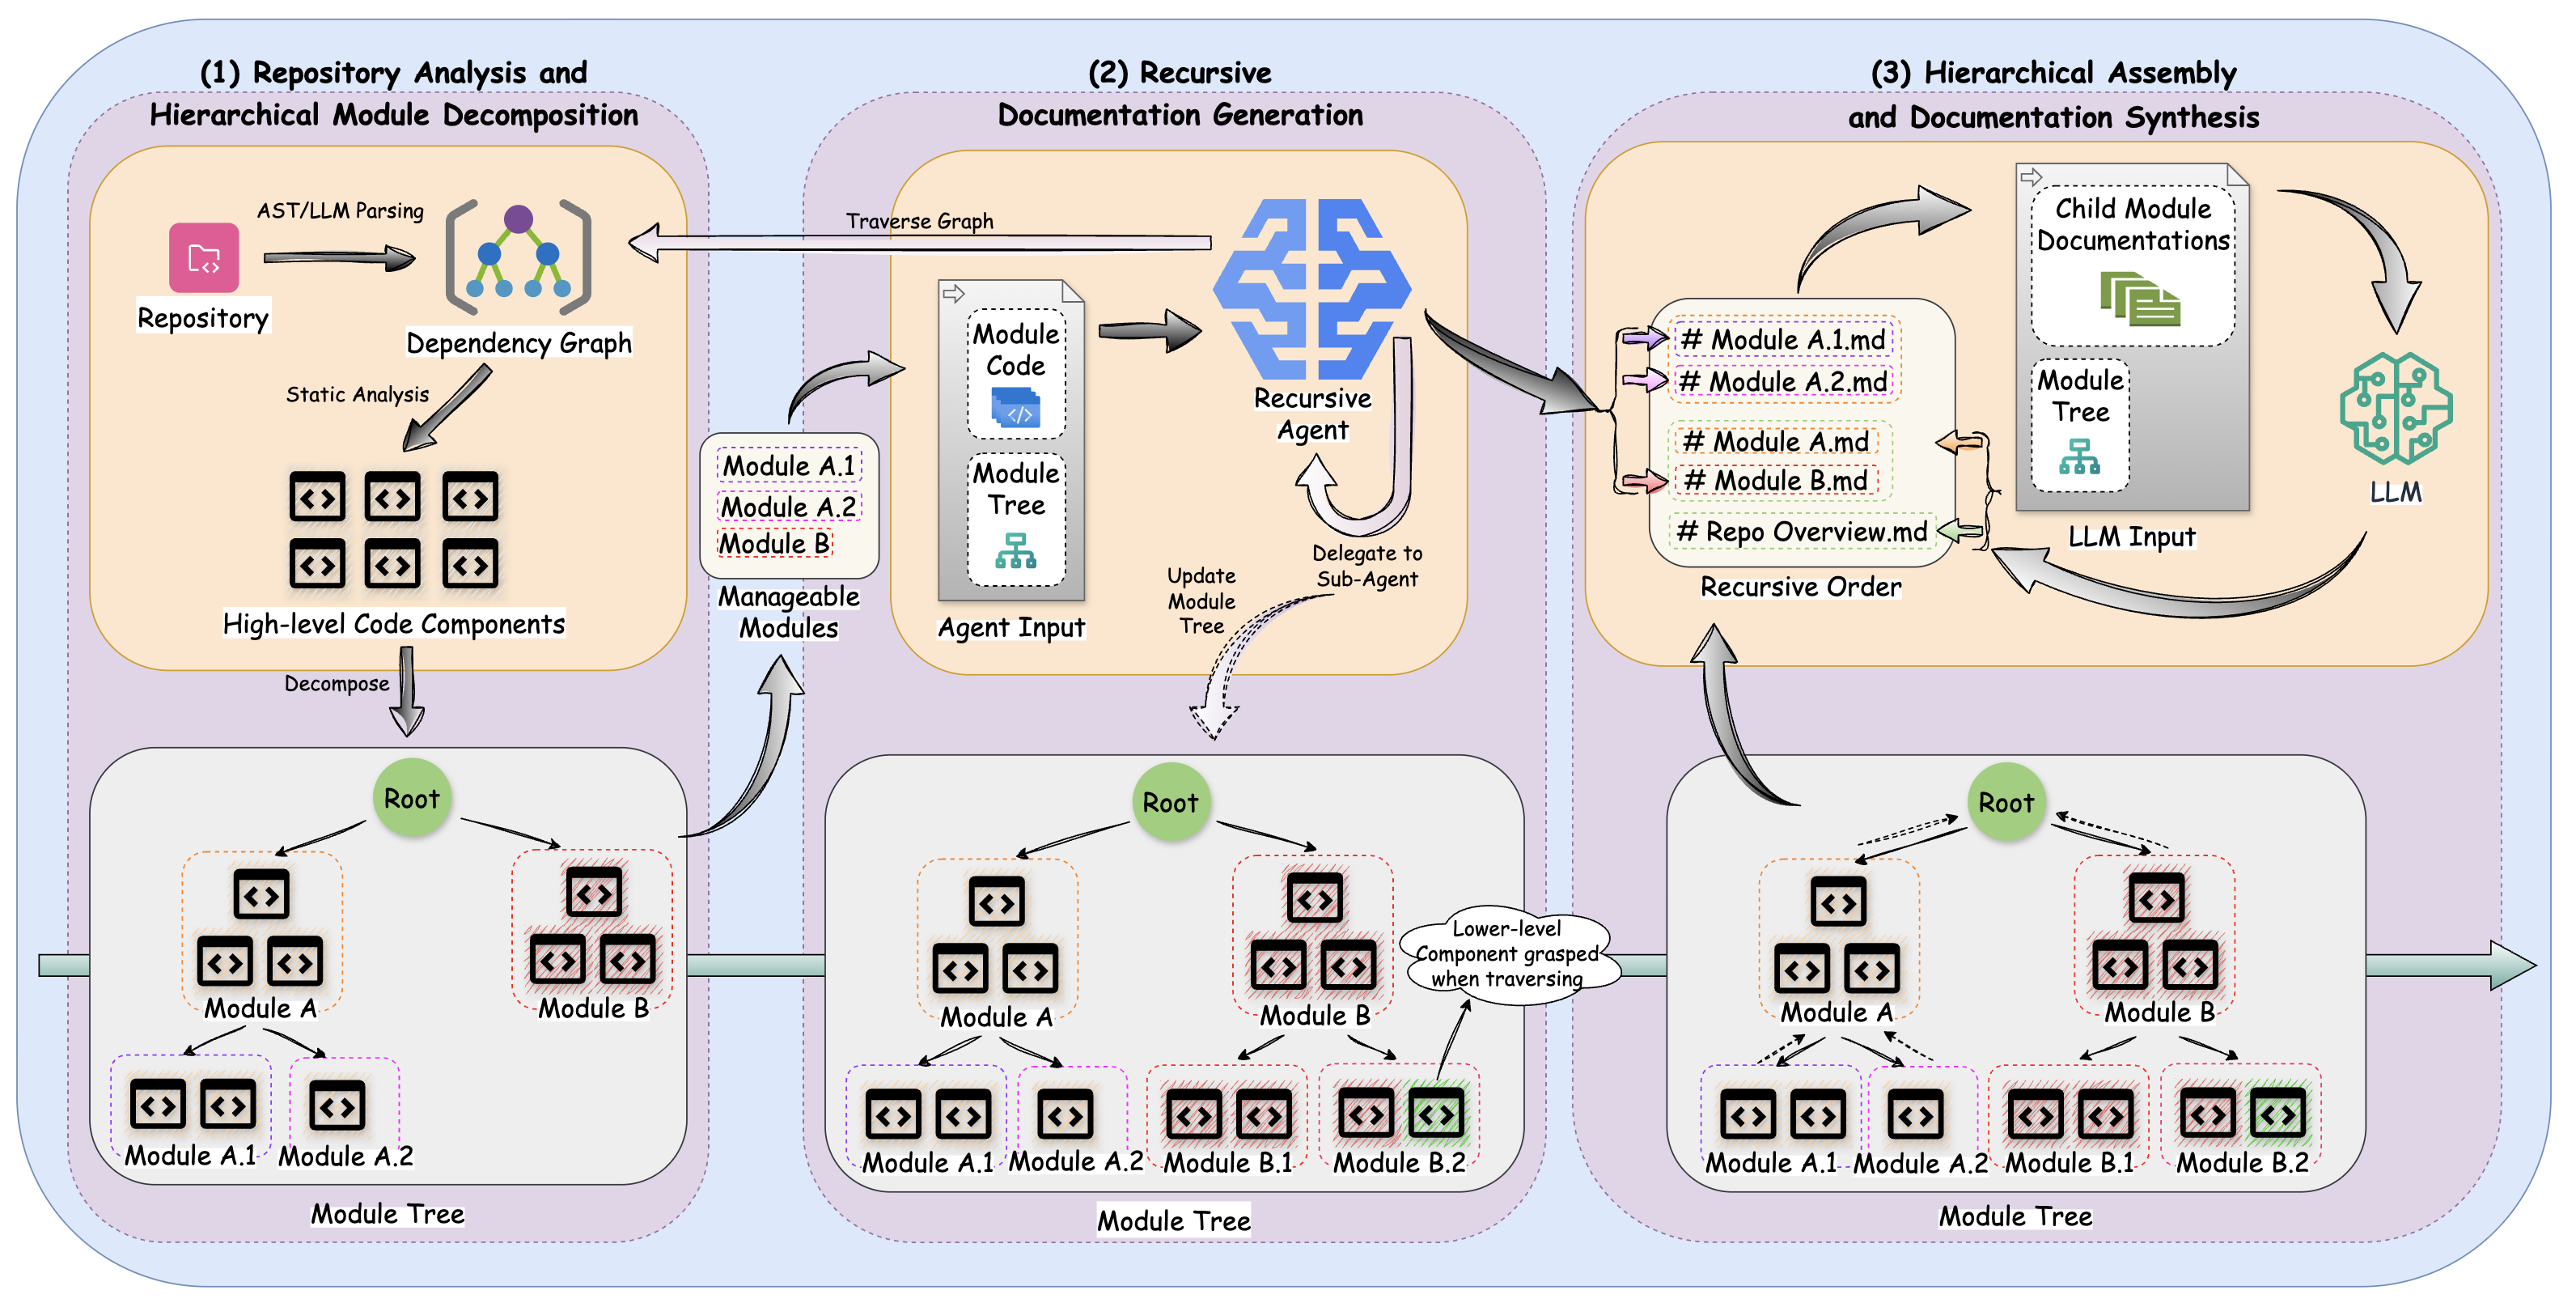 (1) Repository Analysis and
Hierarchical Module Decomposition
AST/LLM Parsing
Repository
Dependency Graph
Static Analysis
High-level Code Components
Decompose
Root
Module A
Module B
Module A.1
Module A.2
Module Tree
Module A.1
Module A.2
Module B
Manageable
Modules
(2) Recursive
Documentation Generation
Traverse Graph
Module
Code
Module
Tree
Agent Input
Recursive
Agent
Delegate to
Sub-Agent
Update
Module
Tree
Root
Module A
Module B
Lower-level
Component grasped
when traversing
Module A.1
Module A.2
Module B.1
Module B.2
Module Tree
(3) Hierarchical Assembly
and Documentation Synthesis
# Module A.1.md
# Module A.2.md
# Module A.md
# Module B.md
# Repo Overview.md
Recursive Order
Child Module
Documentations
Module
Tree
LLM Input
LLM
Root
Module A
Module B
Module A.1
Module A.2
Module B.1
Module B.2
Module Tree